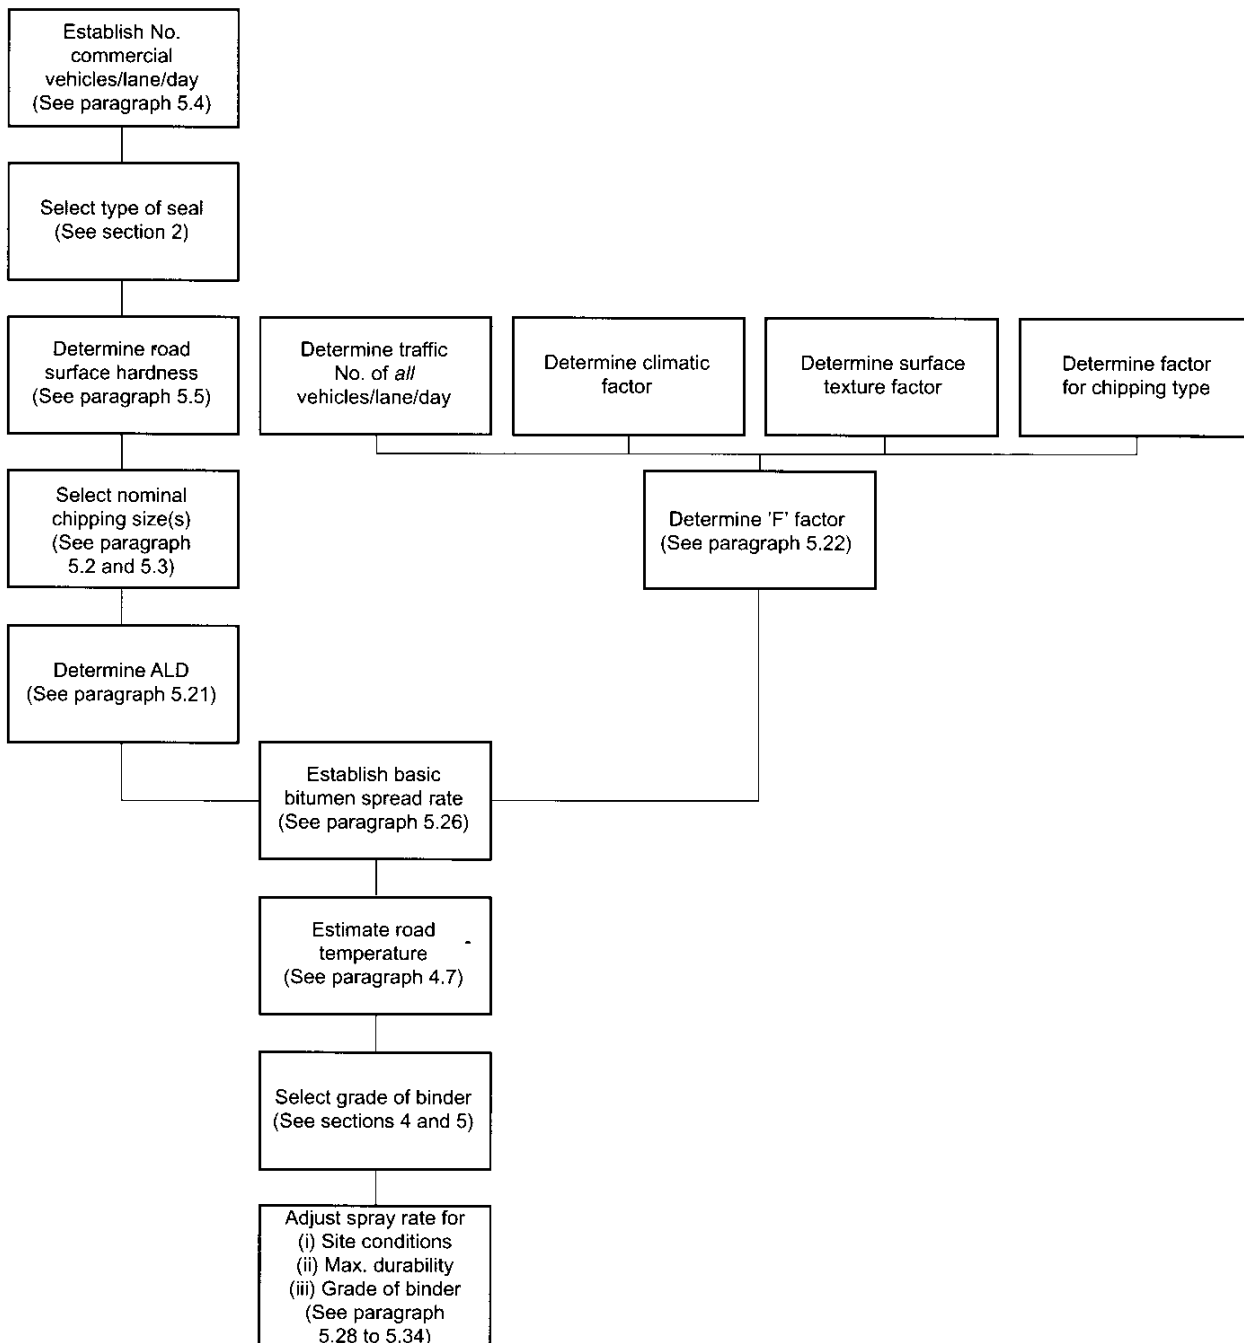 Establish No.
commercial
vehicles/lane/day
(See paragraph 5.4)
Select type of seal
(See section 2)
Determine road
surface hardness
(See paragraph 5.5)
Determine traffic
No. of all
vehicles/lane/day
Determine climatic
factor
Determine surface
texture factor
Determine factor
for chipping type
Select nominal
chipping size(s)
(See paragraph
5.2 and 5.3)
Determine 'F' factor
(See paragraph 5.22)
Determine ALD
(See paragraph 5.21)
Establish basic
bitumen spread rate
(See paragraph 5.26)
Estimate road
temperature
(See paragraph 4.7)
Select grade of binder
(See sections 4 and 5)
Adjust spray rate for
(i) Site conditions
(ii) Max. durability
(iii) Grade of binder
(See paragraph
5.28 to 5.34)